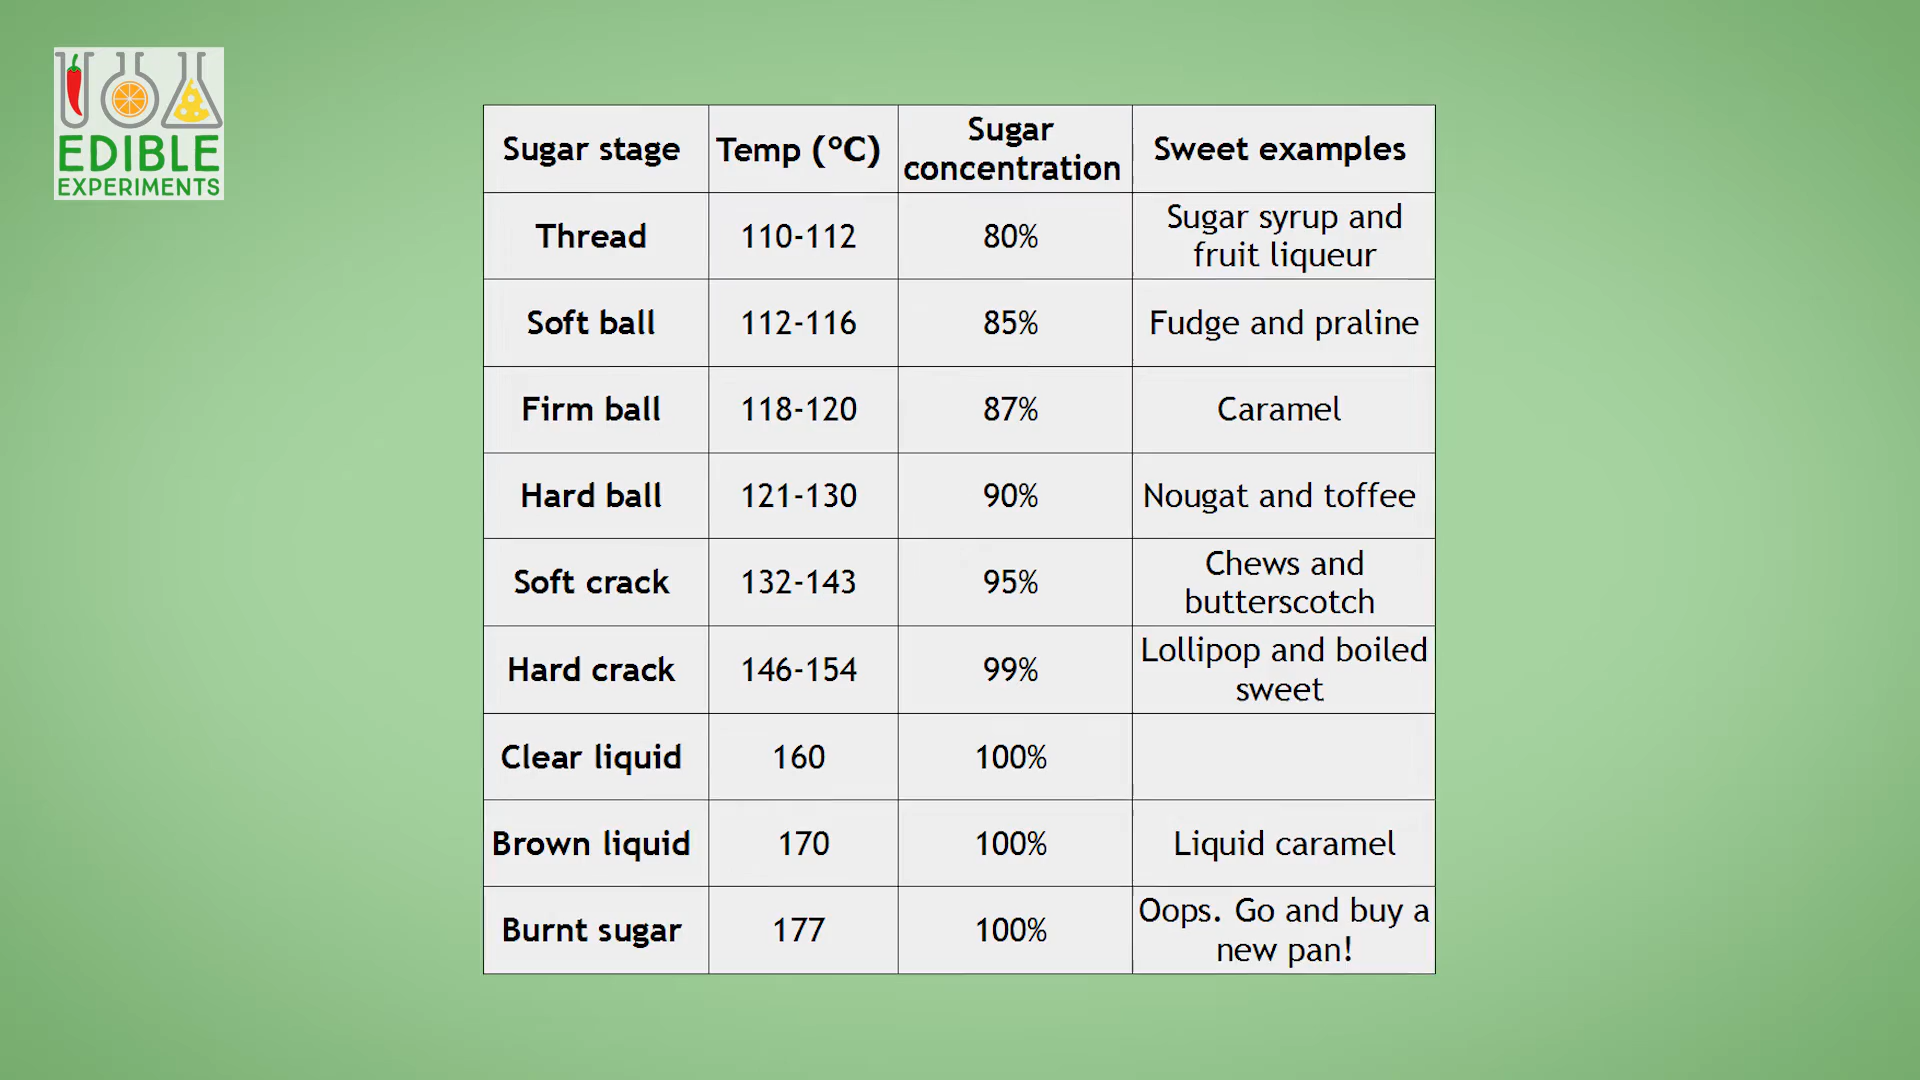 EDIBLE
EXPERIMENTS
Sugar stage
Temp (°C)
Sugar
concentration
Sweet examples
Thread
110-112
80%
Sugar syrup and
fruit liqueur
Soft ball
112-116
85%
Fudge and praline
Firm ball
118-120
87%
Caramel
Hard ball
121-130
90%
Nougat and toffee
Soft crack
132-143
95%
Chews and
butterscotch
Hard crack
146-154
99%
Lollipop and boiled
sweet
Clear liquid
160
100%
Brown liquid
170
100%
Liquid caramel
Burnt sugar
177
100%
Oops. Go and buy a
new pan!